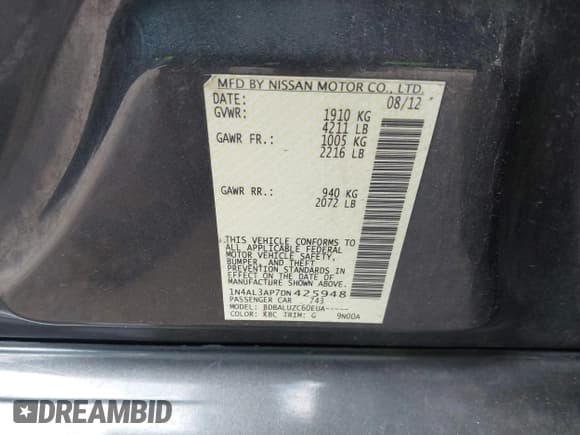 MFD BY NISSAN MOTOR CO., LTD.
DATE: 08/12
GVWR: 1910 KG
4211 LB
GAWR FR.: 1005 KG
2216 LB
GAWR RR.: 940 KG
2072 LB
THIS VEHICLE CONFORMS TO
ALL APPLICABLE FEDERAL
MOTOR VEHICLE SAFETY,
BUMPER, AND THEFT
PREVENTION STANDARDS
IN EFFECT ON THE DATE OF
MANUFACTURE SHOWN ABOVE.
1N4AL3AP7DN425948
PASSENGER CAR 743
MODEL: BDBALUZC60EUA-----
COLOR: KBC TRIM: G 9N00A
DREAMBID